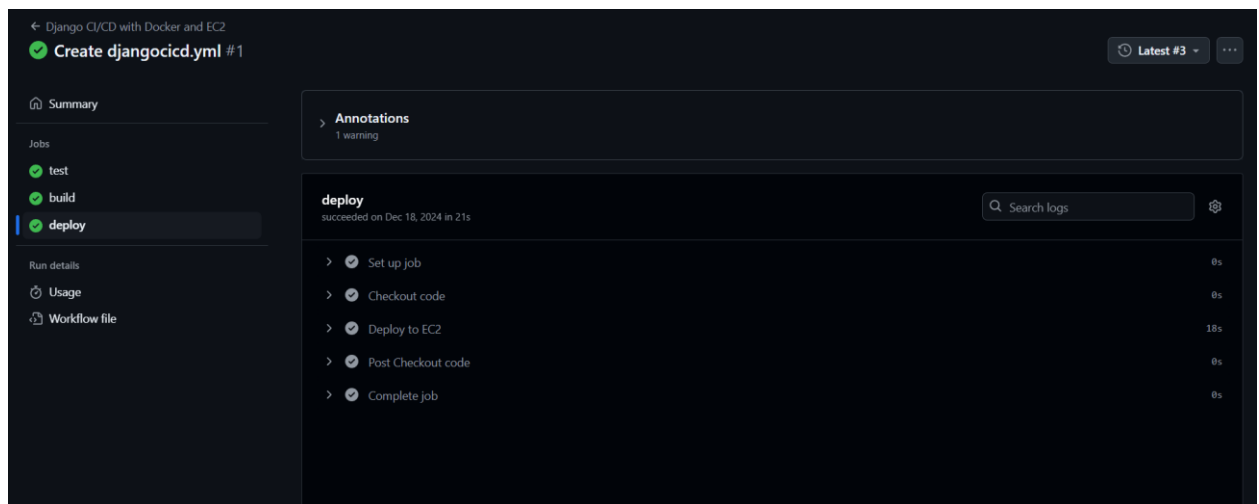 ← Django CI/CD with Docker and EC2
Create djangocicd.yml #1
Latest #3
Summary
Jobs
test
build
deploy
Run details
Usage
Workflow file
Annotations
1 warning
deploy
succeeded on Dec 18, 2024 in 21s
Search logs
Set up job 0s
Checkout code 0s
Deploy to EC2 18s
Post Checkout code 0s
Complete job 0s